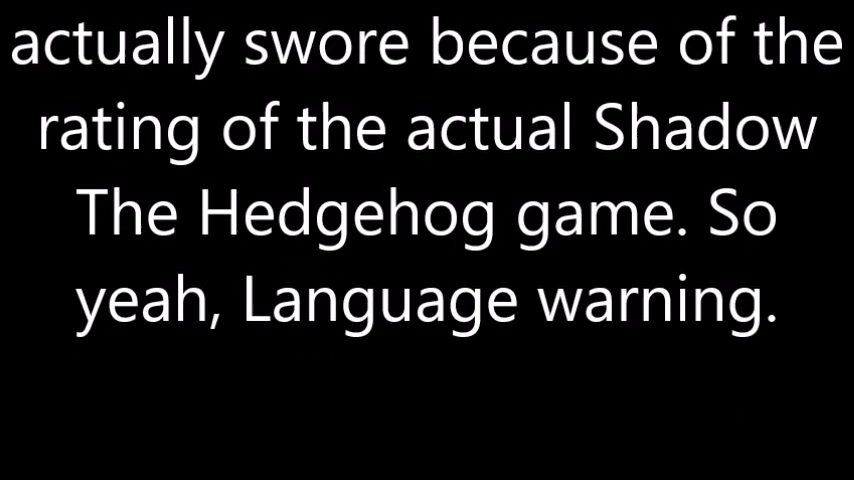 actually swore because of the
rating of the actual Shadow
The Hedgehog game. So
yeah, Language warning.